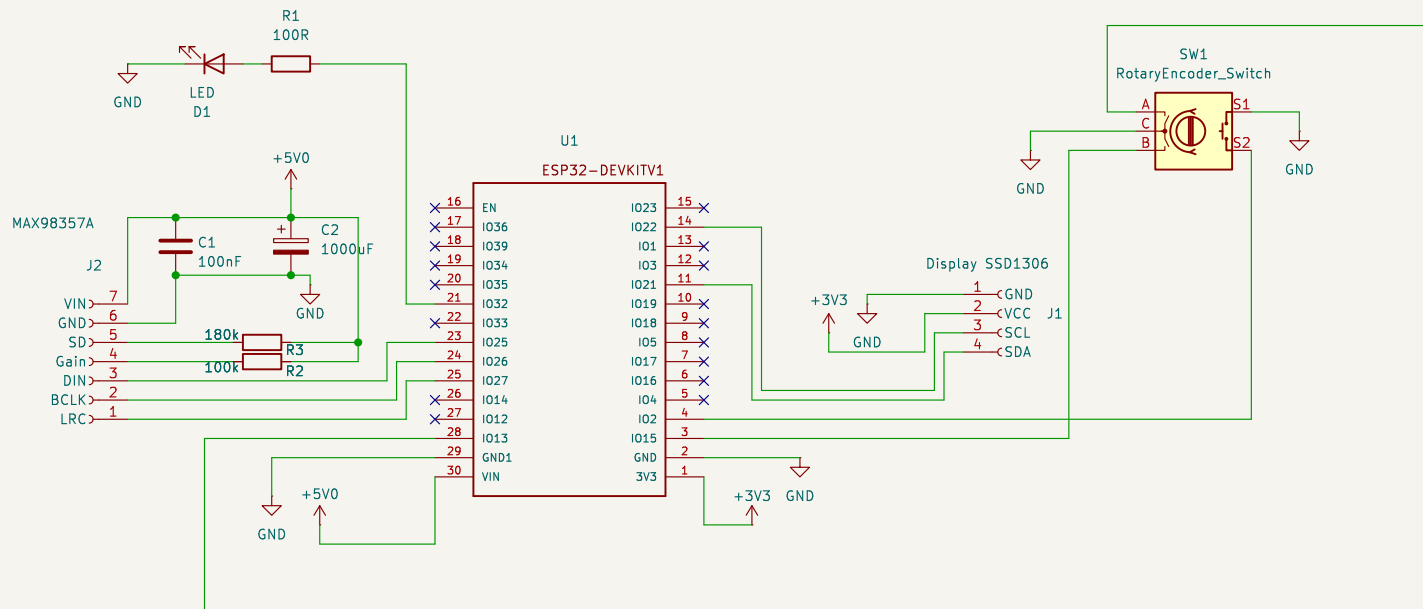 R1
100R
LED
D1
GND
+5V0
MAX98357A
C1
100nF
C2
1000uF
+
GND
J2
VIN 7
GND 6
SD 5
Gain 4
DIN 3
BCLK 2
LRC 1
180k
R3
100k
R2
U1
ESP32-DEVKITV1
16 EN
17 IO36
18 IO39
19 IO34
20 IO35
21 IO32
22 IO33
23 IO25
24 IO26
25 IO27
26 IO14
27 IO12
28 IO13
29 GND1
30 VIN
IO23 15
IO22 14
IO1 13
IO3 12
IO21 11
IO19 10
IO18 9
IO5 8
IO17 7
IO16 6
IO4 5
IO2 4
IO15 3
GND 2
3V3 1
GND
+5V0
+3V3
GND
Display SSD1306
+3V3
GND
1 GND
2 VCC
3 SCL
4 SDA
J1
SW1
RotaryEncoder_Switch
A
C
B
S1
S2
GND
GND